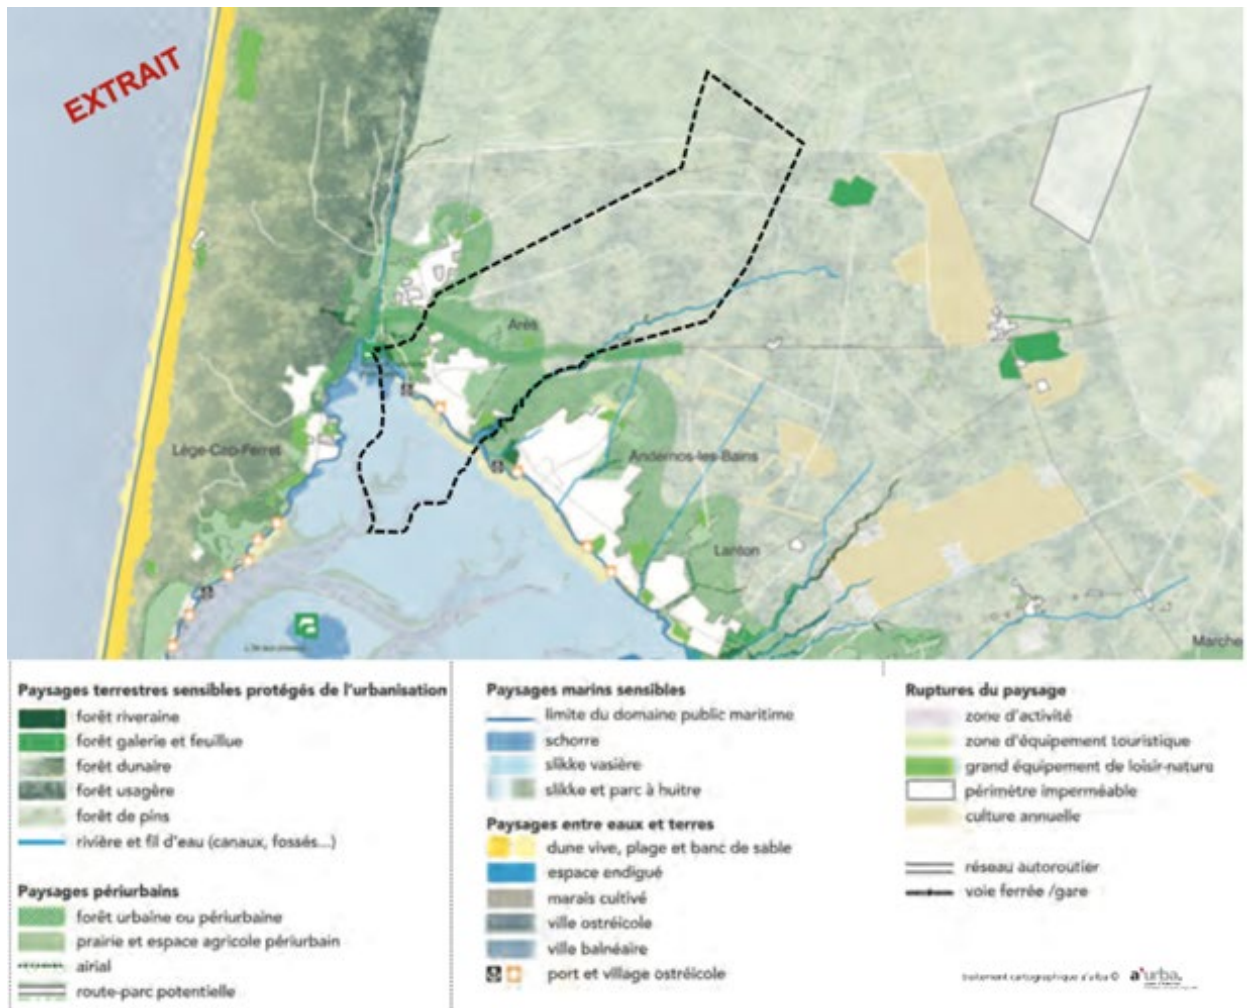 EXTRAIT
Arès
Lège-Cap-Ferret
Andernos-les-Bains
Lanton
Marche
Paysages terrestres sensibles protégés de l'urbanisation
forêt riveraine
forêt galerie et feuillue
forêt dunaire
forêt usagère
forêt de pins
rivière et fil d'eau (canaux, fossés...)
Paysages périurbains
forêt urbaine ou périurbaine
prairie et espace agricole périurbain
airial
route-parc potentielle
Paysages marins sensibles
limite du domaine public maritime
schorre
slikke vasière
slikke et parc à huitre
Paysages entre eaux et terres
dune vive, plage et banc de sable
espace endigué
marais cultivé
ville ostréicole
ville balnéaire
port et village ostréicole
Ruptures du paysage
zone d'activité
zone d'équipement touristique
grand équipement de loisir-nature
périmètre imperméable
culture annuelle
réseau autoroutier
voie ferrée /gare
traitement cartographique a'urba © a'urba.